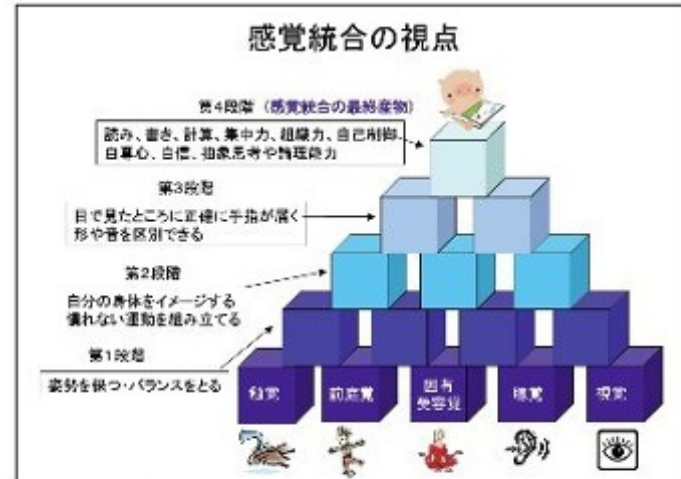 感覚統合の視点
第4段階（感覚統合の最終産物）
読み、書き、計算、集中力、組織力、自己制御
自尊心、自信、抽象思考や論理能力
第3段階
目で見たところに正確に手指が届く
形や音を区別できる
第2段階
自分の身体をイメージする
慣れない運動を組み立てる
第1段階
姿勢を保つ・バランスをとる
触覚
前庭覚
固有
受容覚
聴覚
視覚